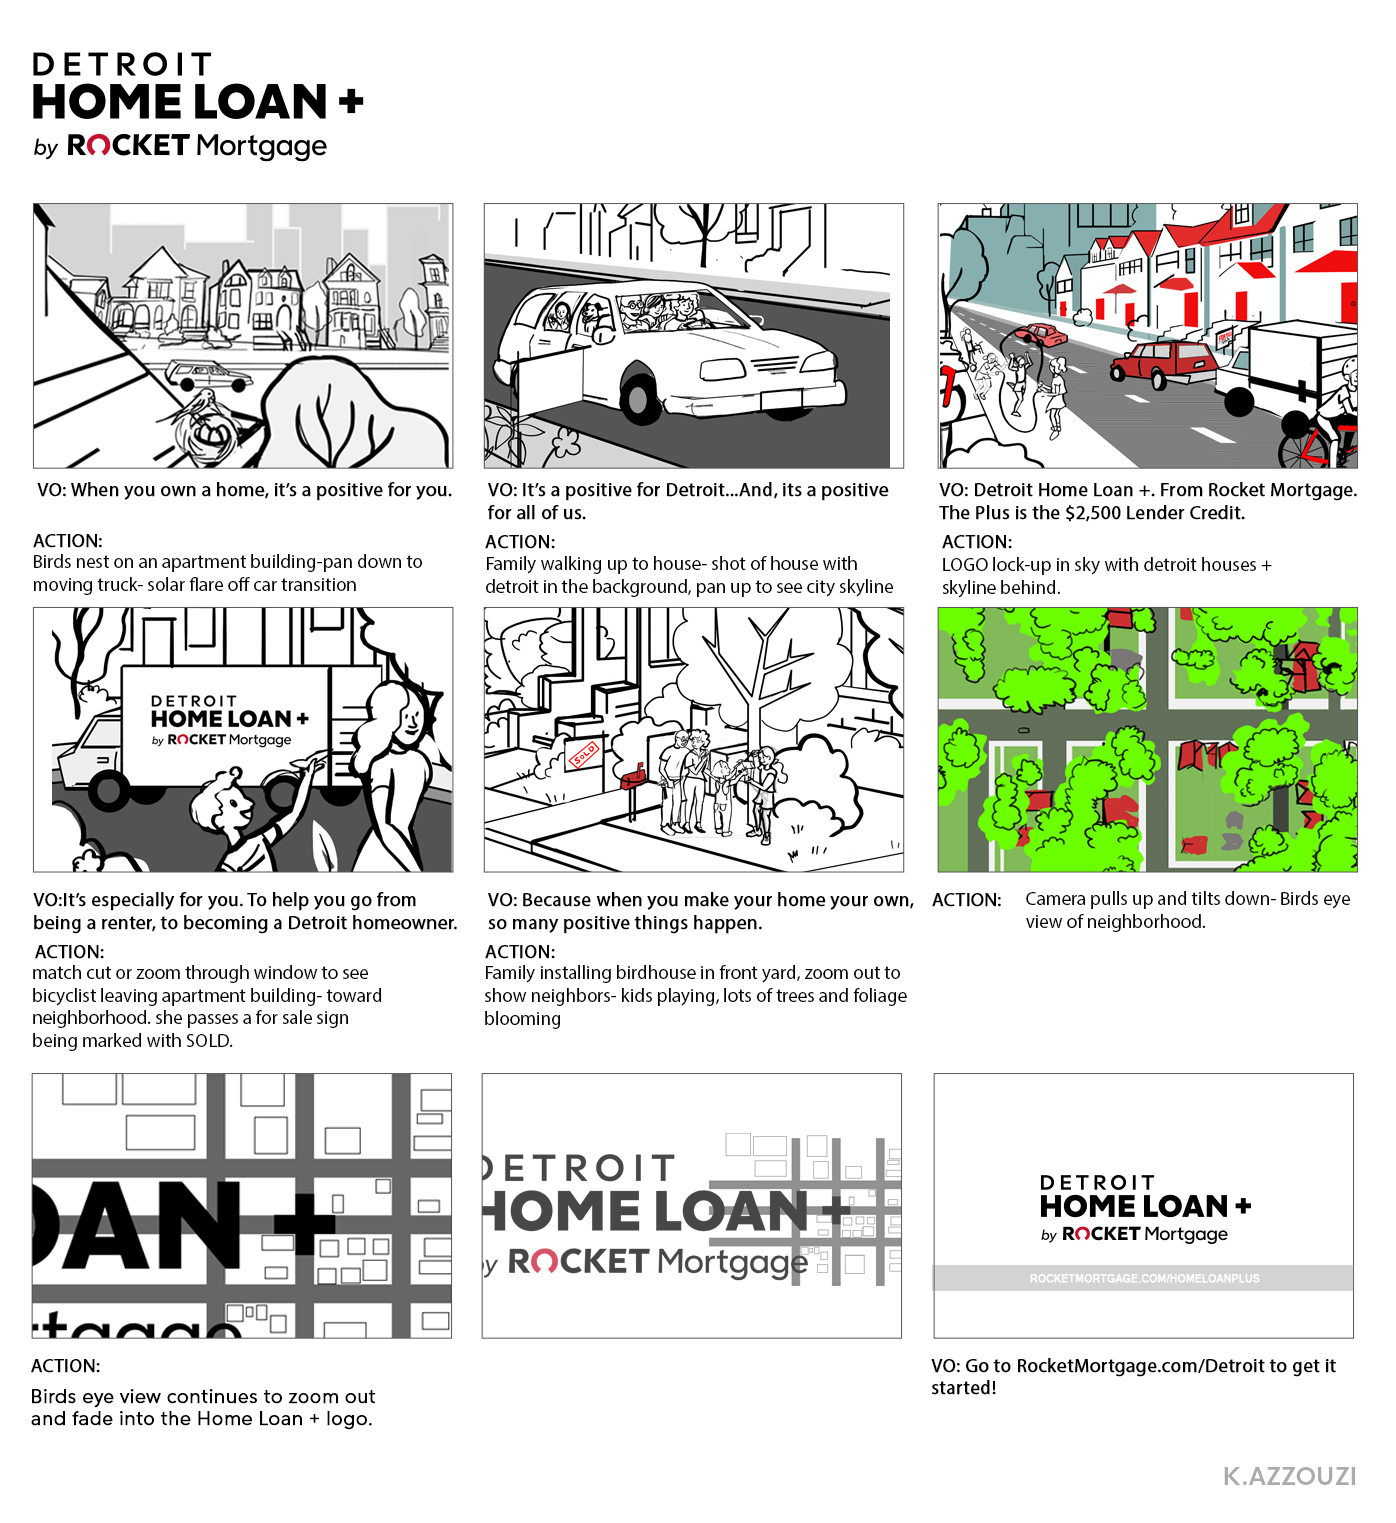 DETROIT
HOME LOAN +
by ROCKET Mortgage
VO: When you own a home, it's a positive for you.
ACTION:
Birds nest on an apartment building-pan down to
moving truck- solar flare off car transition
VO: It's a positive for Detroit...And, its a positive
for all of us.
ACTION:
Family walking up to house- shot of house with
detroit in the background, pan up to see city skyline
VO: Detroit Home Loan +. From Rocket Mortgage.
The Plus is the $2,500 Lender Credit.
ACTION:
LOGO lock-up in sky with detroit houses +
skyline behind.
DETROIT
HOME LOAN +
by ROCKET Mortgage
VO:It's especially for you. To help you go from
being a renter, to becoming a Detroit homeowner.
ACTION:
match cut or zoom through window to see
bicyclist leaving apartment building- toward
neighborhood. she passes a for sale sign
being marked with SOLD.
SOLD
VO: Because when you make your home your own,
so many positive things happen.
ACTION:
Family installing birdhouse in front yard, zoom out to
show neighbors- kids playing, lots of trees and foliage
blooming
ACTION:
Camera pulls up and tilts down- Birds eye
view of neighborhood.
OAN +
rtgage
ACTION:
Birds eye view continues to zoom out
and fade into the Home Loan + logo.
DETROIT
HOME LOAN +
by ROCKET Mortgage
DETROIT
HOME LOAN +
by ROCKET Mortgage
ROCKETMORTGAGE.COM/HOMELOANPLUS
VO: Go to RocketMortgage.com/Detroit to get it
started!
K.AZZOUZI